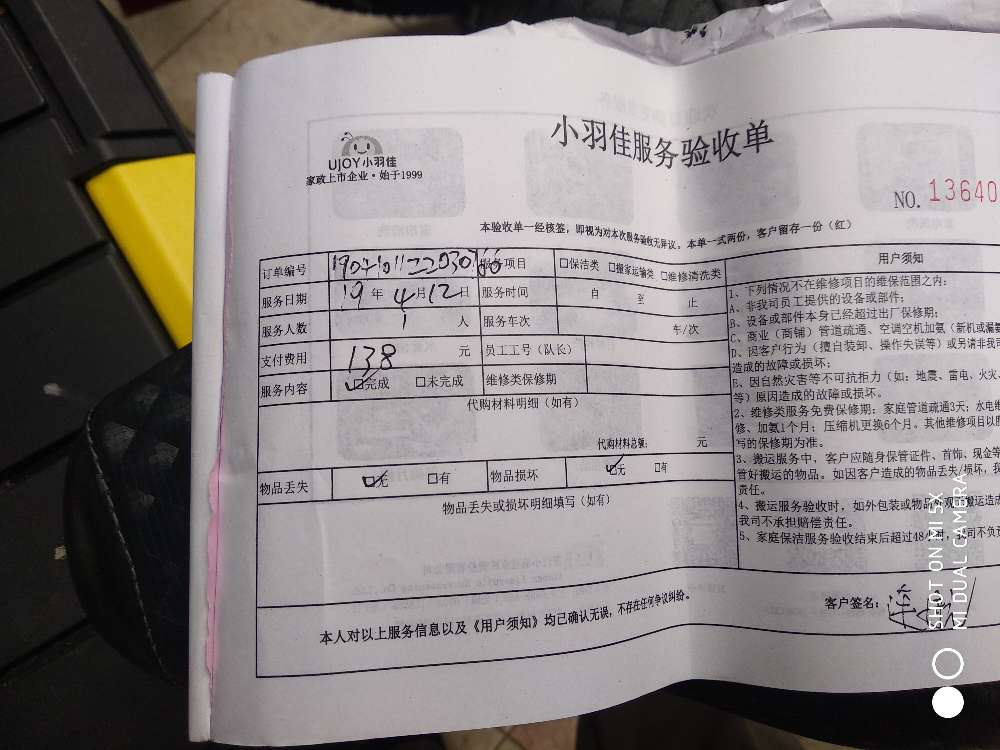 小羽佳服务验收单
UJOY小羽佳
家政上市企业·始于1999
NO. 13640
本验收单一经核签,即视为对本次服务验收无异议。本单一式两份,客户留存一份(红)
订单编号
项目 □保洁类 □搬家运输类 □维修清洗类
服务日期 19 年 4 月 12 日 服务时间 自 至 止
服务人数 1 人 服务车次 车/次
支付费用 138 元 员工工号(队长)
服务内容 ☑完成 □未完成 维修类保修期
代购材料明细(如有)
代购材料总额: 元
物品丢失 ☑无 □有 物品损坏 ☑无 □有
物品丢失或损坏明细填写(如有)
本人对以上服务信息以及《用户须知》均已确认无误,不存在任何争议纠纷。
用户须知
1、下列情况不在维修项目的维保范围之内:
A、非我司员工提供的设备或部件;
B、设备或部件本身已经超过出厂保修期;
C、商业(商铺)管道疏通、空调空机加氨(新机或漏氨
D、因客户行为(擅自装卸、操作失误等)或另请非我司
造成的故障或损坏;
E、因自然灾害等不可抗拒力(如:地震、雷电、火灾、
等)原因造成的故障或损坏。
2、维修类服务免费保修期:家庭管道疏通3天;水电维
修、加氨1个月;压缩机更换6个月。其他维修项目以服
写的保修期为准。
3、搬运服务中,客户应随身保管证件、首饰、现金等
管好搬运的物品。如因客户造成的物品丢失/损坏,我
责任。
4、搬运服务验收时,如外包装或物品外观 搬运造成
我司不承担赔偿责任。
5、家庭保洁服务验收结束后超过48小时,我司不负责
客户签名:
SHOT ON MI 5X
MI DUAL CAMERA